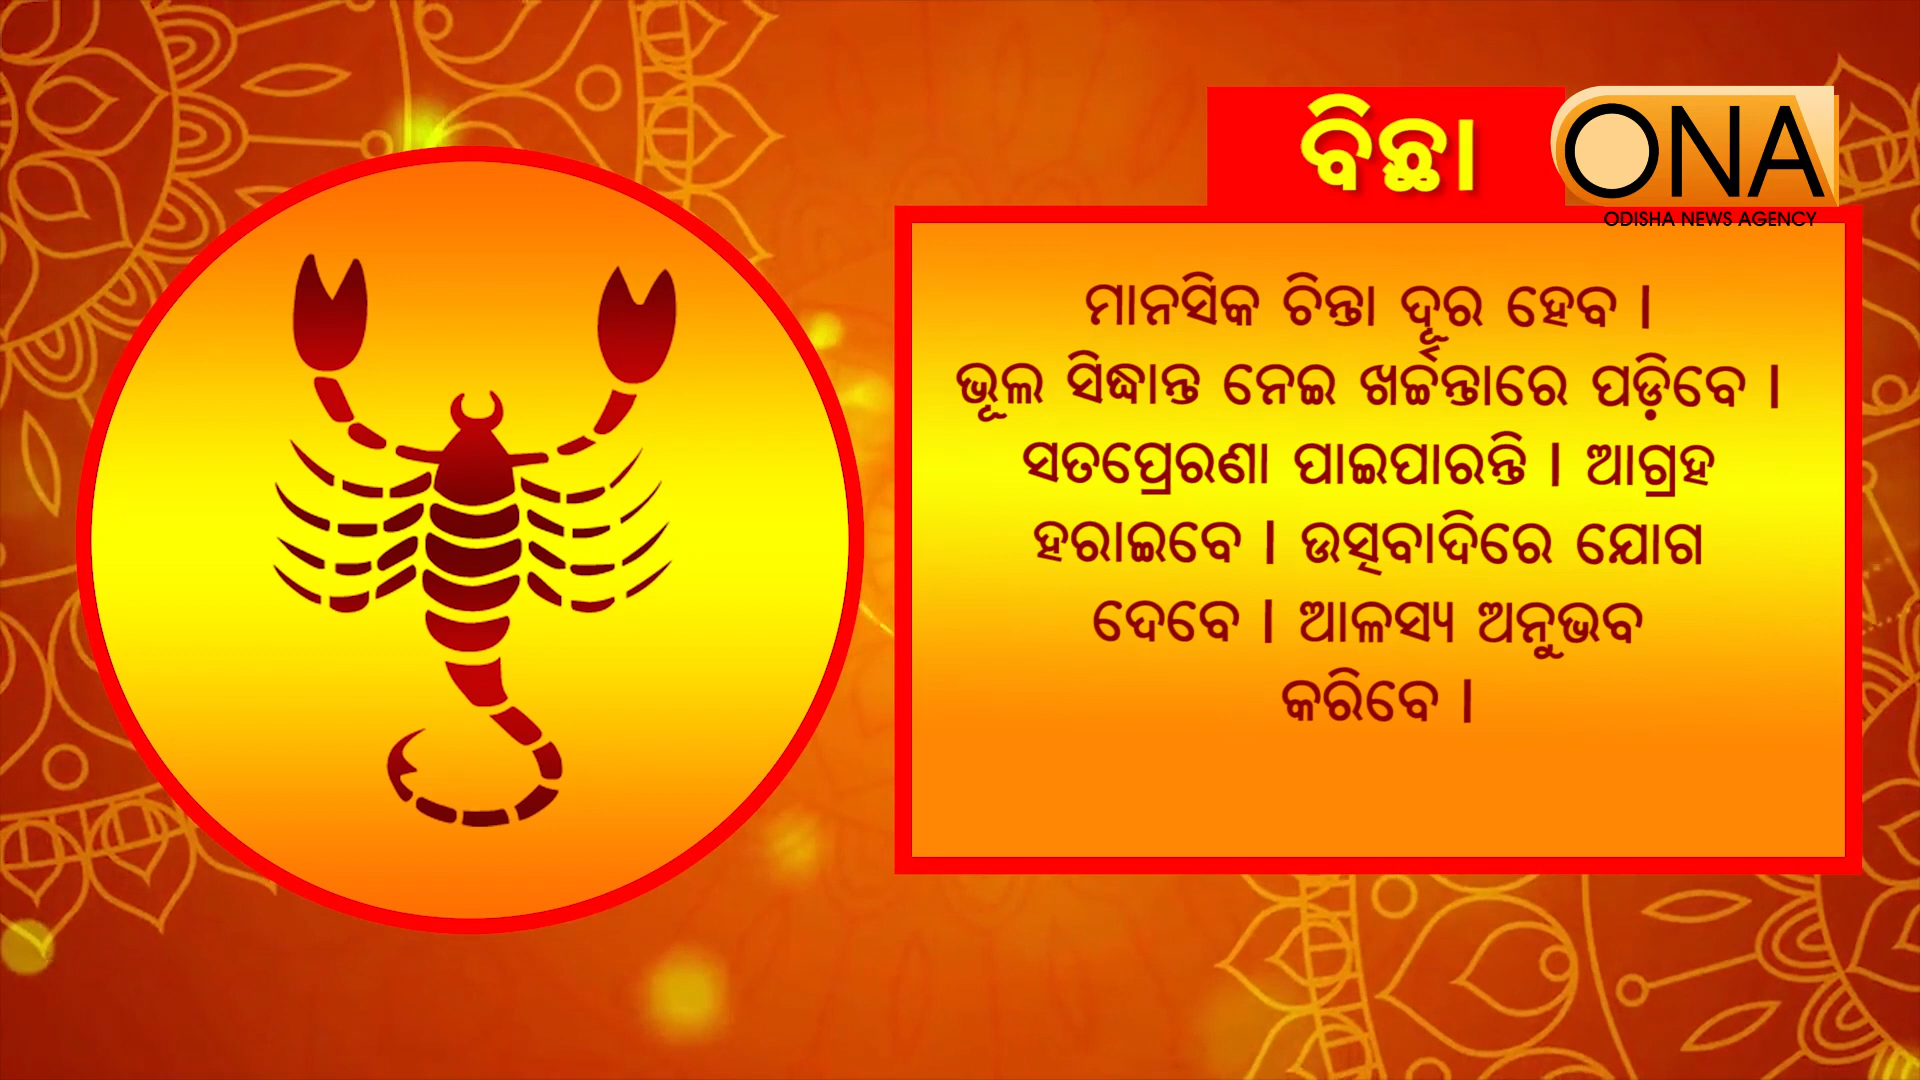 ବିଛା
ONA
ODISHA NEWS AGENCY
ମାନସିକ ଚିନ୍ତା ଦୂର ହେବ ।
ଭୂଲ ସିଦ୍ଧାନ୍ତ ନେଇ ଖର୍ଚ୍ଚନ୍ତାରେ ପଡ଼ିବେ ।
ସତପ୍ରେରଣା ପାଇପାରନ୍ତି । ଆଗ୍ରହ
ହରାଇବେ । ଉତ୍ସବାଦିରେ ଯୋଗ
ଦେବେ । ଆଳସ୍ୟ ଅନୁଭବ
କରିବେ ।